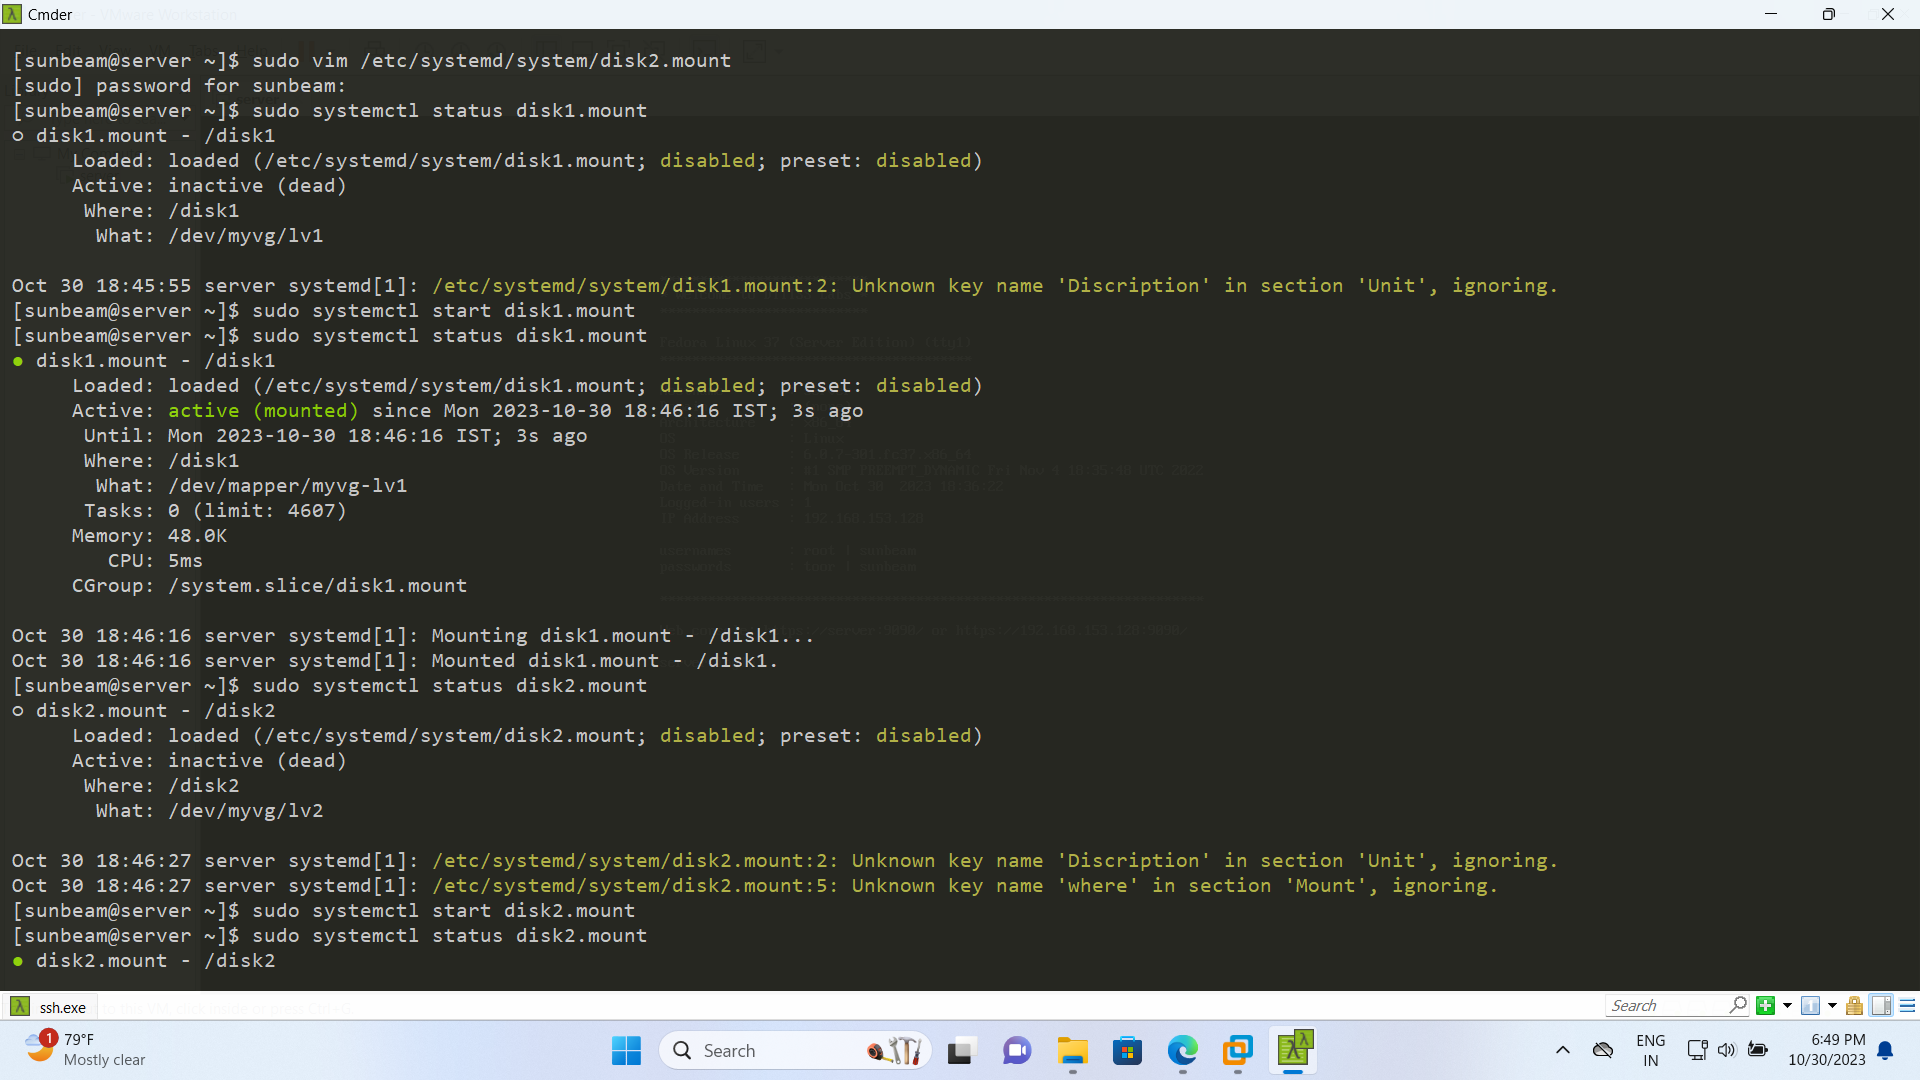 Cmder
[sunbeam@server ~]$ sudo vim /etc/systemd/system/disk2.mount
[sudo] password for sunbeam:
[sunbeam@server ~]$ sudo systemctl status disk1.mount
○ disk1.mount - /disk1
     Loaded: loaded (/etc/systemd/system/disk1.mount; disabled; preset: disabled)
     Active: inactive (dead)
      Where: /disk1
       What: /dev/myvg/lv1
Oct 30 18:45:55 server systemd[1]: /etc/systemd/system/disk1.mount:2: Unknown key name 'Discription' in section 'Unit', ignoring.
[sunbeam@server ~]$ sudo systemctl start disk1.mount
[sunbeam@server ~]$ sudo systemctl status disk1.mount
● disk1.mount - /disk1
     Loaded: loaded (/etc/systemd/system/disk1.mount; disabled; preset: disabled)
     Active: active (mounted) since Mon 2023-10-30 18:46:16 IST; 3s ago
      Until: Mon 2023-10-30 18:46:16 IST; 3s ago
      Where: /disk1
       What: /dev/mapper/myvg-lv1
      Tasks: 0 (limit: 4607)
     Memory: 48.0K
        CPU: 5ms
     CGroup: /system.slice/disk1.mount
Oct 30 18:46:16 server systemd[1]: Mounting disk1.mount - /disk1...
Oct 30 18:46:16 server systemd[1]: Mounted disk1.mount - /disk1.
[sunbeam@server ~]$ sudo systemctl status disk2.mount
○ disk2.mount - /disk2
     Loaded: loaded (/etc/systemd/system/disk2.mount; disabled; preset: disabled)
     Active: inactive (dead)
      Where: /disk2
       What: /dev/myvg/lv2
Oct 30 18:46:27 server systemd[1]: /etc/systemd/system/disk2.mount:2: Unknown key name 'Discription' in section 'Unit', ignoring.
Oct 30 18:46:27 server systemd[1]: /etc/systemd/system/disk2.mount:5: Unknown key name 'where' in section 'Mount', ignoring.
[sunbeam@server ~]$ sudo systemctl start disk2.mount
[sunbeam@server ~]$ sudo systemctl status disk2.mount
● disk2.mount - /disk2
ssh.exe
Search
1
79°F
Mostly clear
Search
ENG
IN
6:49 PM
10/30/2023